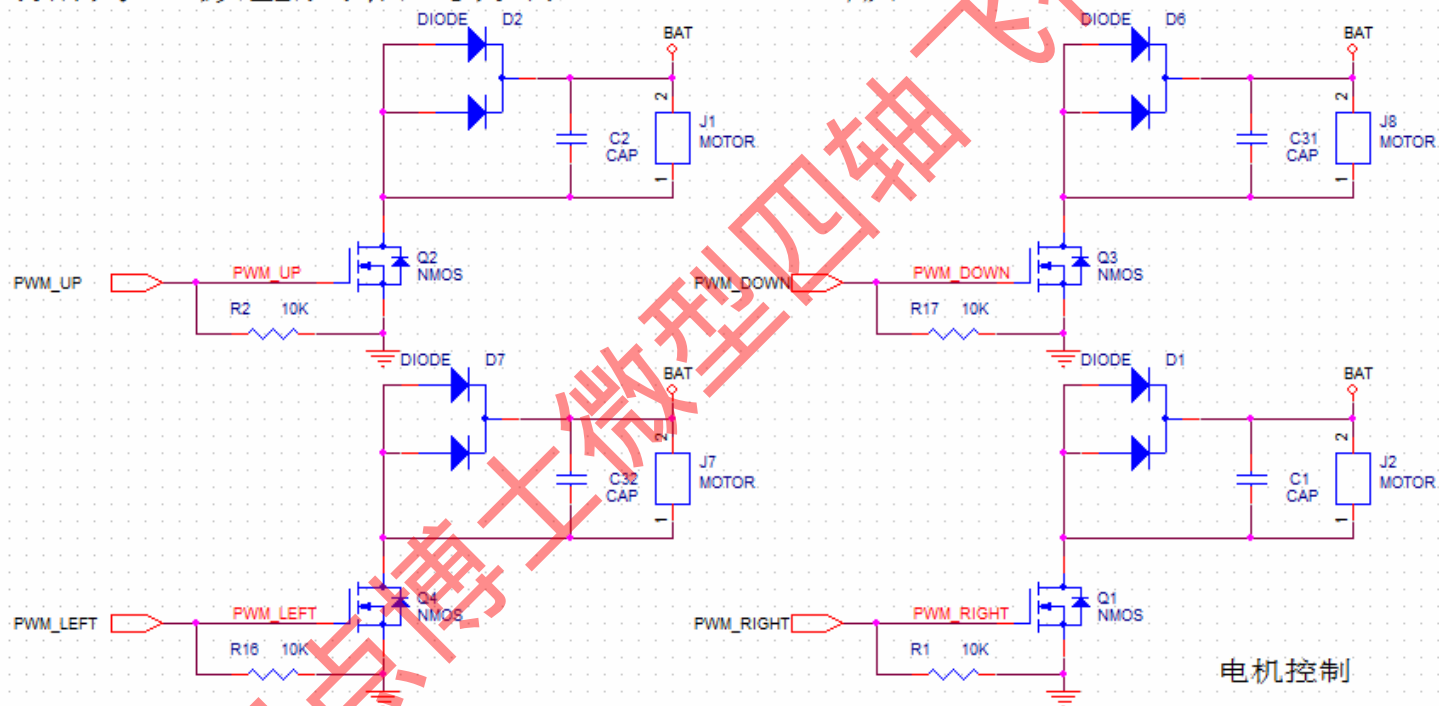 DIODE D2
BAT
2
J1
MOTOR
C2
CAP
1
Q2
NMOS
PWM_UP
PWM_UP
R2 10K
DIODE D6
BAT
2
J8
MOTOR
C31
CAP
1
Q3
NMOS
PWM_DOWN
PWM_DOWN
R17 10K
DIODE D7
BAT
2
J7
MOTOR
C32
CAP
1
Q4
NMOS
PWM_LEFT
PWM_LEFT
R16 10K
DIODE D1
BAT
2
J2
MOTOR
C1
CAP
1
Q1
NMOS
PWM_RIGHT
PWM_RIGHT
R1 10K
电机控制
点博士微型四轴飞